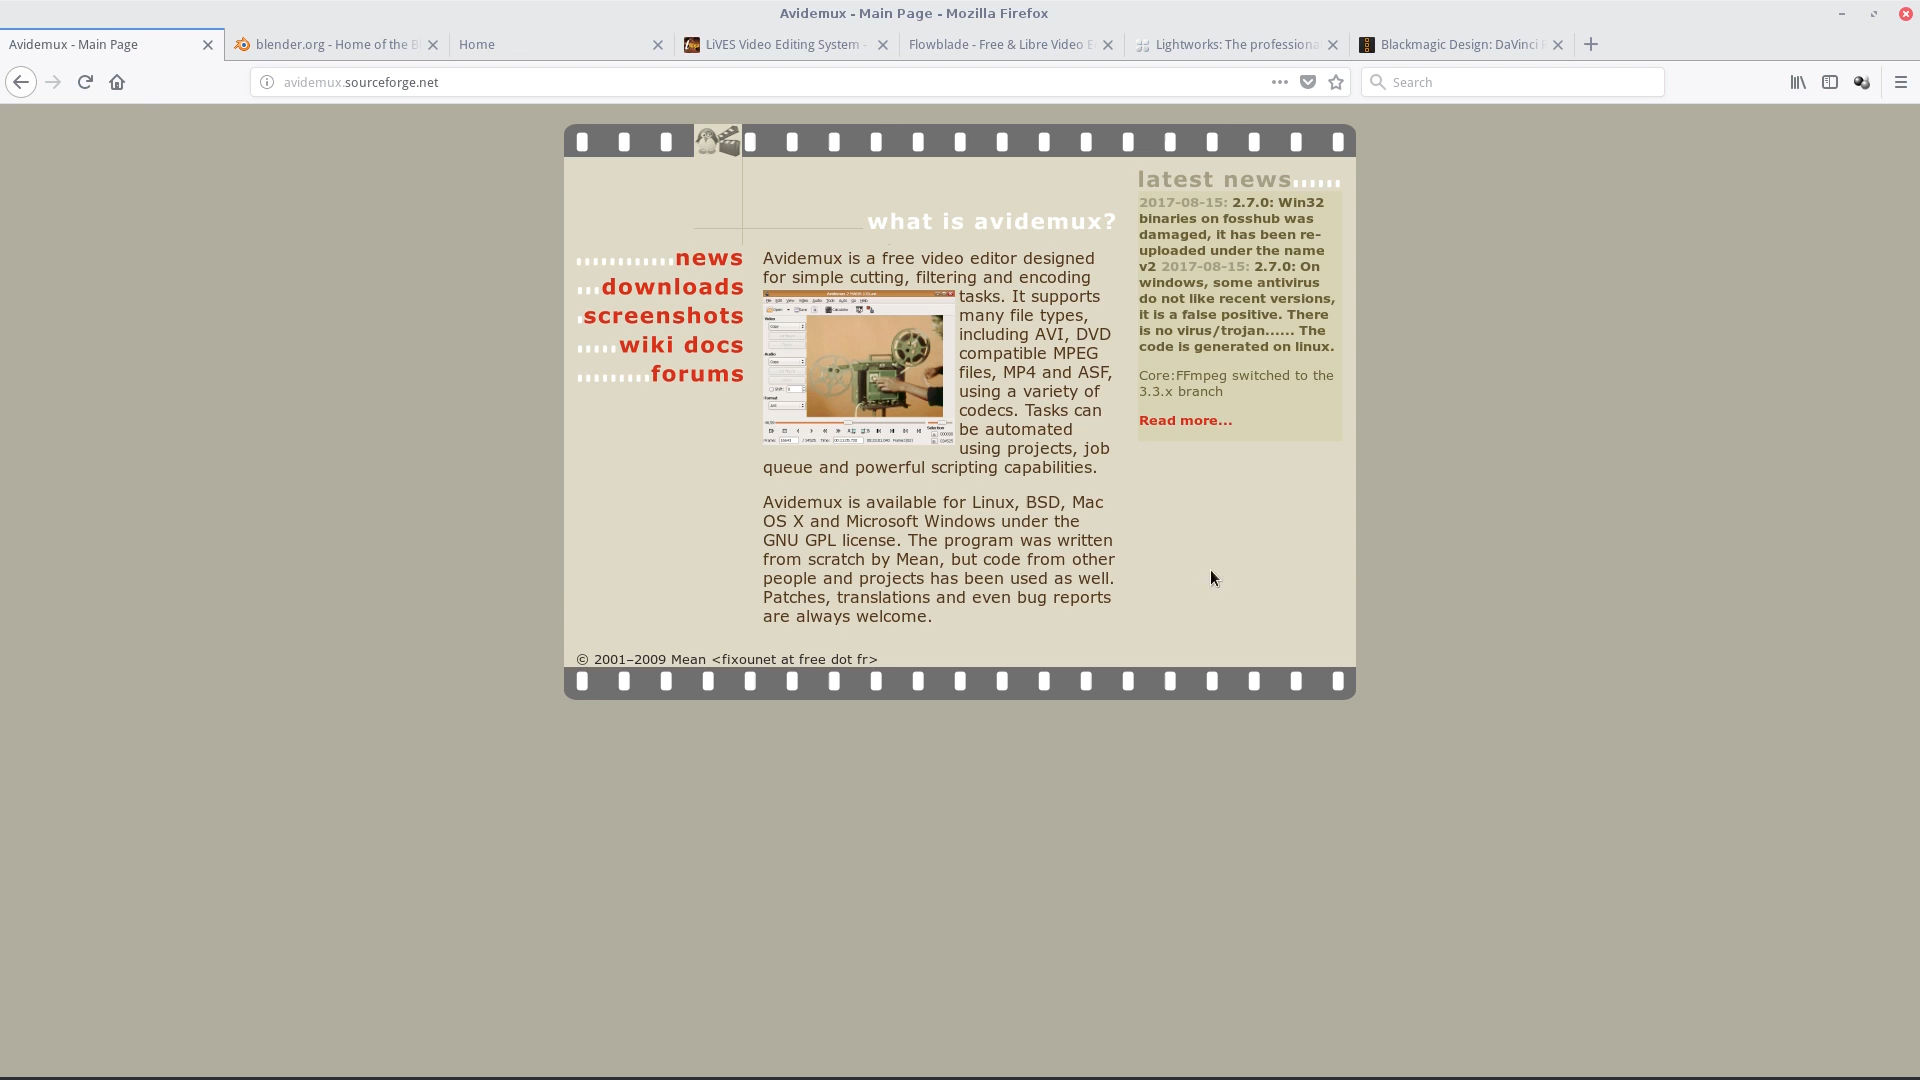 Avidemux - Main Page - Mozilla Firefox
Avidemux - Main Page
blender.org - Home of the B
Home
LiVES Video Editing System -
Flowblade - Free & Libre Video E
Lightworks: The professiona
Blackmagic Design: DaVinci R
avidemux.sourceforge.net
Search
what is avidemux?
news
downloads
screenshots
wiki docs
forums
Avidemux is a free video editor designed
for simple cutting, filtering and encoding
tasks. It supports
many file types,
including AVI, DVD
compatible MPEG
files, MP4 and ASF,
using a variety of
codecs. Tasks can
be automated
using projects, job
queue and powerful scripting capabilities.
Avidemux is available for Linux, BSD, Mac
OS X and Microsoft Windows under the
GNU GPL license. The program was written
from scratch by Mean, but code from other
people and projects has been used as well.
Patches, translations and even bug reports
are always welcome.
latest news
2017-08-15: 2.7.0: Win32
binaries on fosshub was
damaged, it has been re-
uploaded under the name
v2 2017-08-15: 2.7.0: On
windows, some antivirus
do not like recent versions,
it is a false positive. There
is no virus/trojan...... The
code is generated on linux.
Core:FFmpeg switched to the
3.3.x branch
Read more...
© 2001–2009 Mean <fixounet at free dot fr>